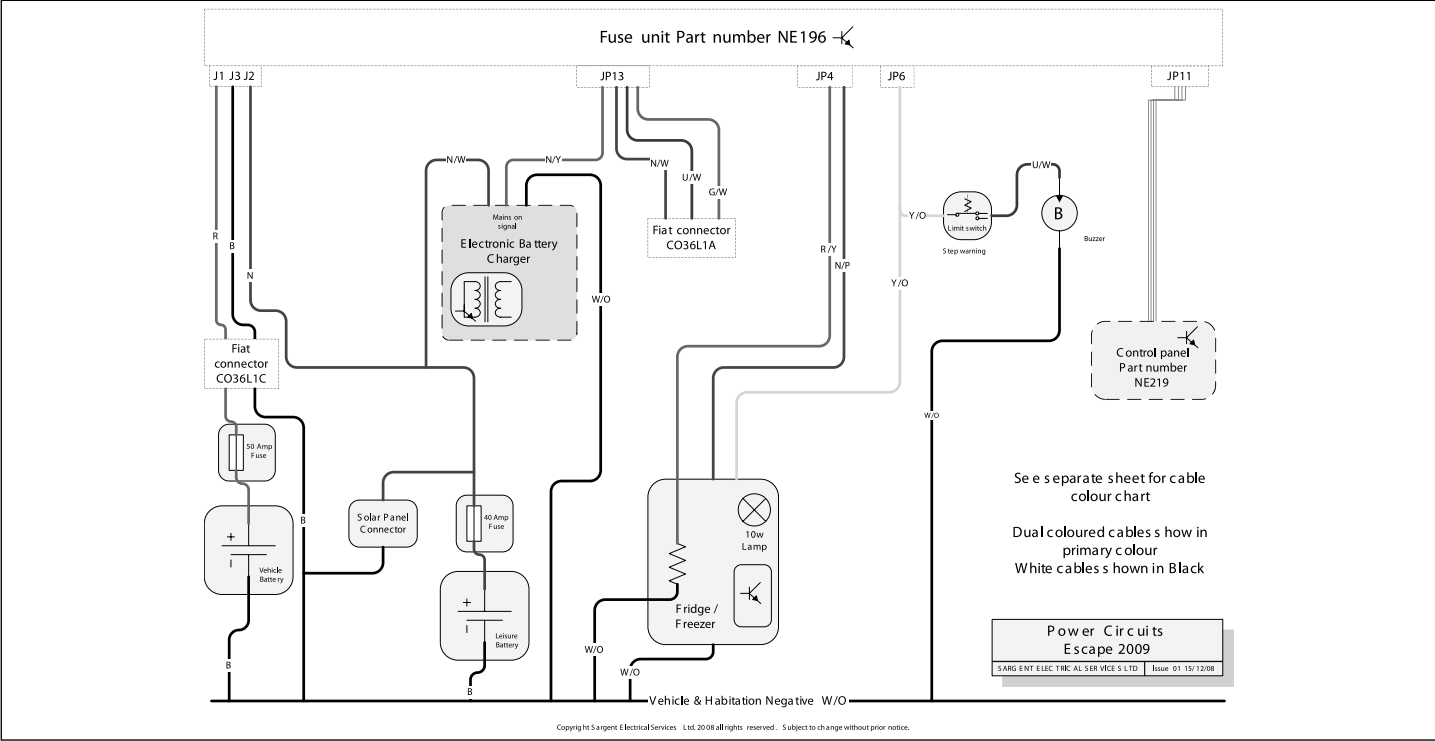 Fuse unit Part number NE196
J1 J3 J2
JP13
JP4
JP6
JP11
N/W
N/Y
N/W
U/W
G/W
U/W
Mains on
signal
Electronic Battery
Charger
Fiat connector
CO36L1A
Y/O
Limit switch
Step warning
B
Buzzer
R
B
N
R/Y
N/P
Y/O
W/O
Fiat
connector
CO36L1C
Control panel
Part number
NE219
W/O
50 Amp
Fuse
Solar Panel
Connector
40 Amp
Fuse
B
10w
Lamp
See separate sheet for cable
colour chart
Dual coloured cables show in
primary colour
White cables shown in Black
+
Vehicle
Battery
+
Leisure
Battery
Fridge /
Freezer
W/O
W/O
B
B
Power Circuits
Escape 2009
SARGENT ELECTRICAL SERVICES LTD
Issue 01 15/12/08
Vehicle & Habitation Negative W/O
Copyright Sargent Electrical Services Ltd. 2008 all rights reserved. Subject to change without prior notice.